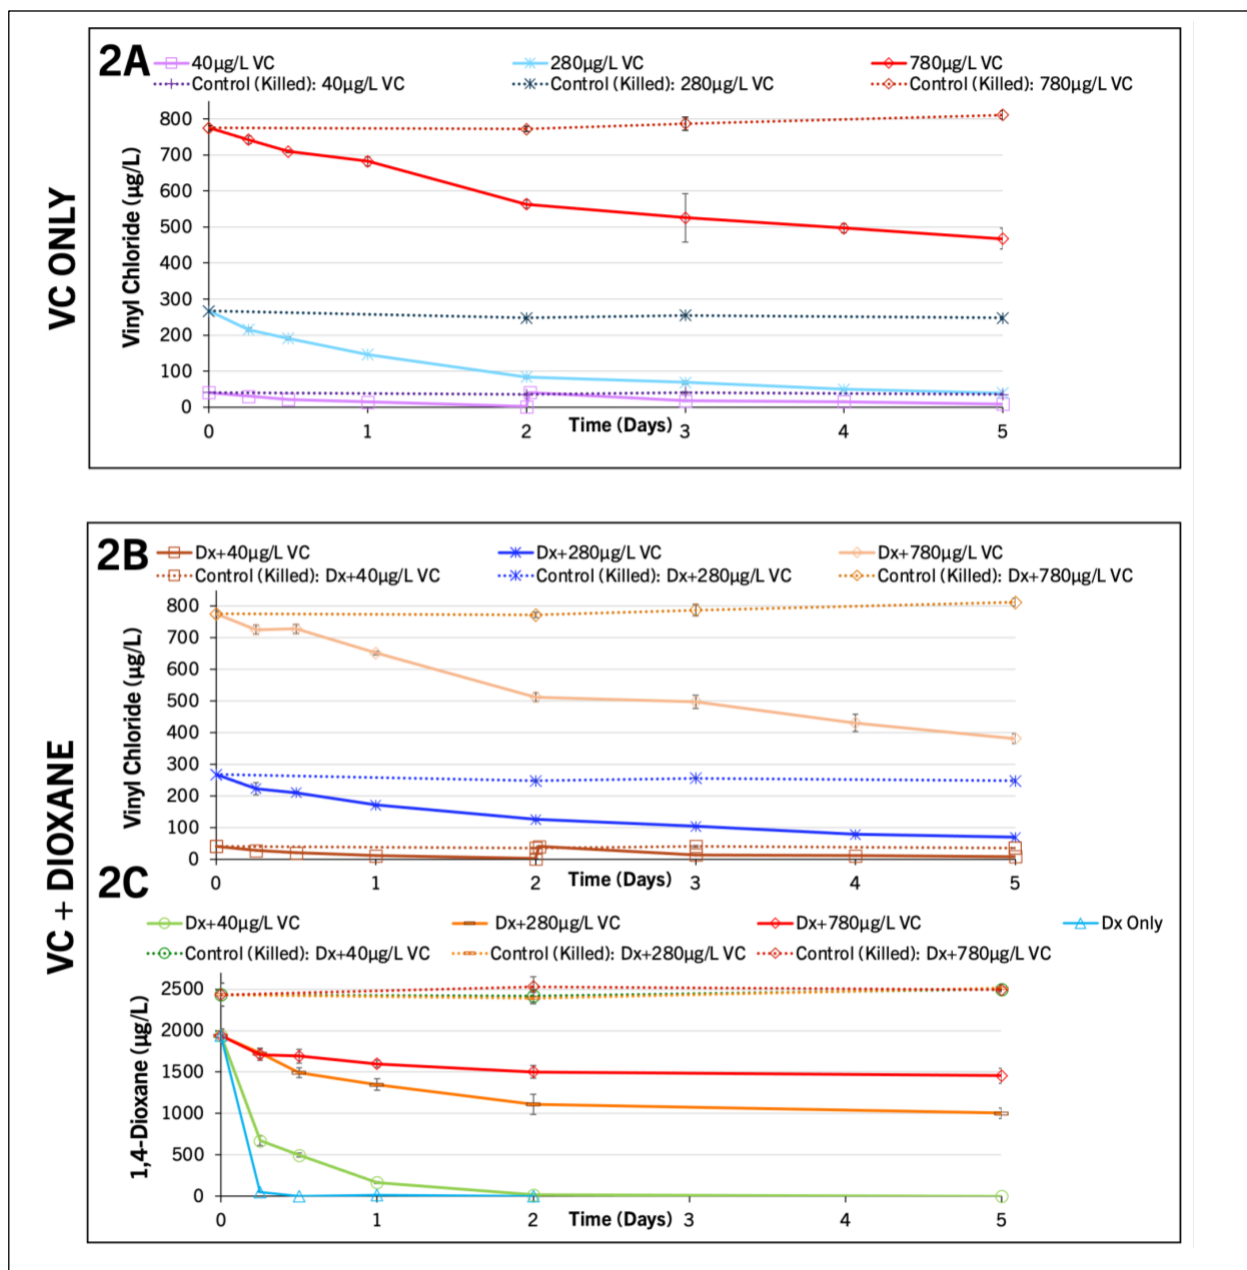 VC ONLY
2A
40µg/L VC 280µg/L VC 780µg/L VC
Control (Killed): 40µg/L VC Control (Killed): 280µg/L VC Control (Killed): 780µg/L VC
Vinyl Chloride (µg/L)
800
700
600
500
400
300
200
100
0
0 1 2 3 4 5
Time (Days)
VC + DIOXANE
2B
Dx+40µg/L VC Dx+280µg/L VC Dx+780µg/L VC
Control (Killed): Dx+40µg/L VC Control (Killed): Dx+280µg/L VC Control (Killed): Dx+780µg/L VC
Vinyl Chloride (µg/L)
800
700
600
500
400
300
200
100
0
0 1 2 3 4 5
Time (Days)
2C
Dx+40µg/L VC Dx+280µg/L VC Dx+780µg/L VC Dx Only
Control (Killed): Dx+40µg/L VC Control (Killed): Dx+280µg/L VC Control (Killed): Dx+780µg/L VC
1,4-Dioxane (µg/L)
2500
2000
1500
1000
500
0
0 1 2 3 4 5
Time (Days)